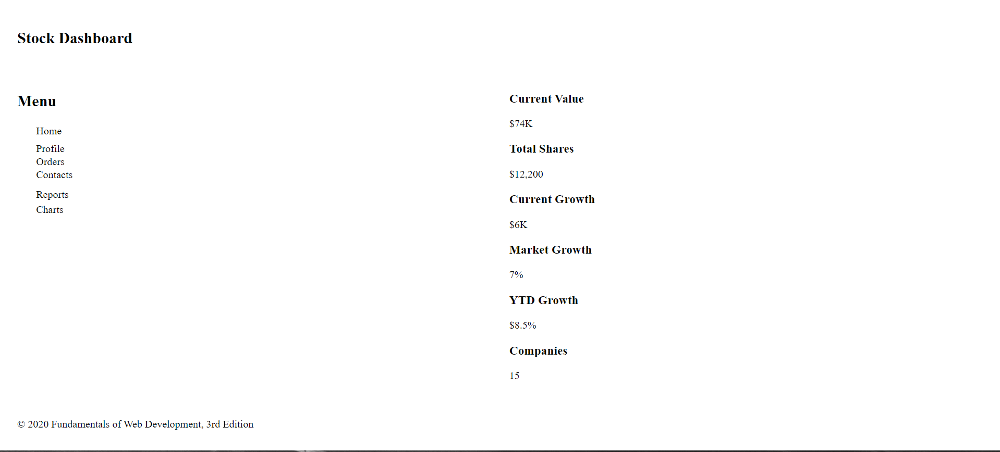 Stock Dashboard
Menu
Home
Profile
Orders
Contacts
Reports
Charts
Current Value
$74K
Total Shares
$12,200
Current Growth
$6K
Market Growth
7%
YTD Growth
$8.5%
Companies
15
© 2020 Fundamentals of Web Development, 3rd Edition